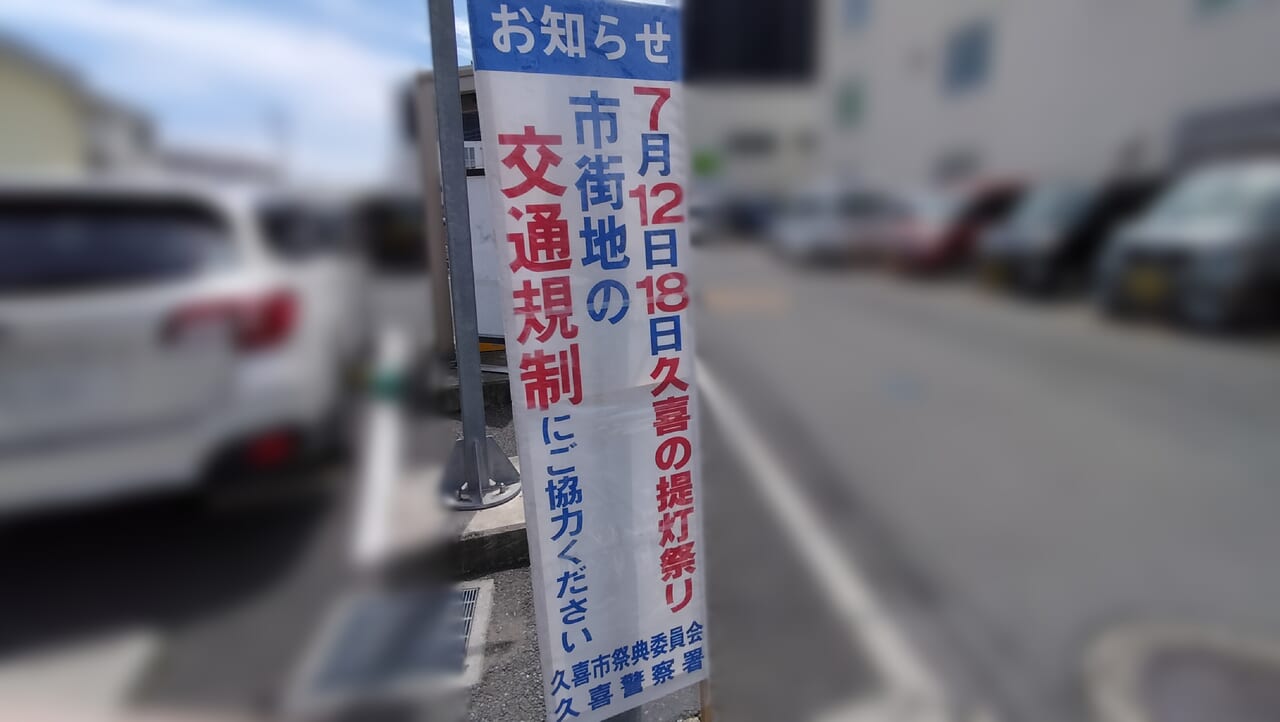 お知らせ
7月12日18日久喜の提灯祭り
市街地の
交通規制にご協力ください
久喜市祭典委員会
久喜警察署